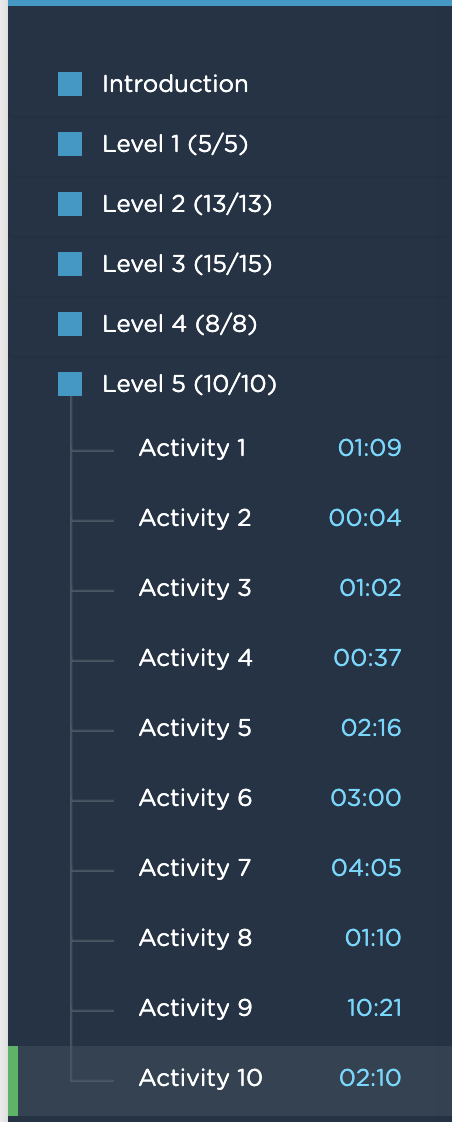 Introduction
Level 1 (5/5)
Level 2 (13/13)
Level 3 (15/15)
Level 4 (8/8)
Level 5 (10/10)
Activity 1 01:09
Activity 2 00:04
Activity 3 01:02
Activity 4 00:37
Activity 5 02:16
Activity 6 03:00
Activity 7 04:05
Activity 8 01:10
Activity 9 10:21
Activity 10 02:10